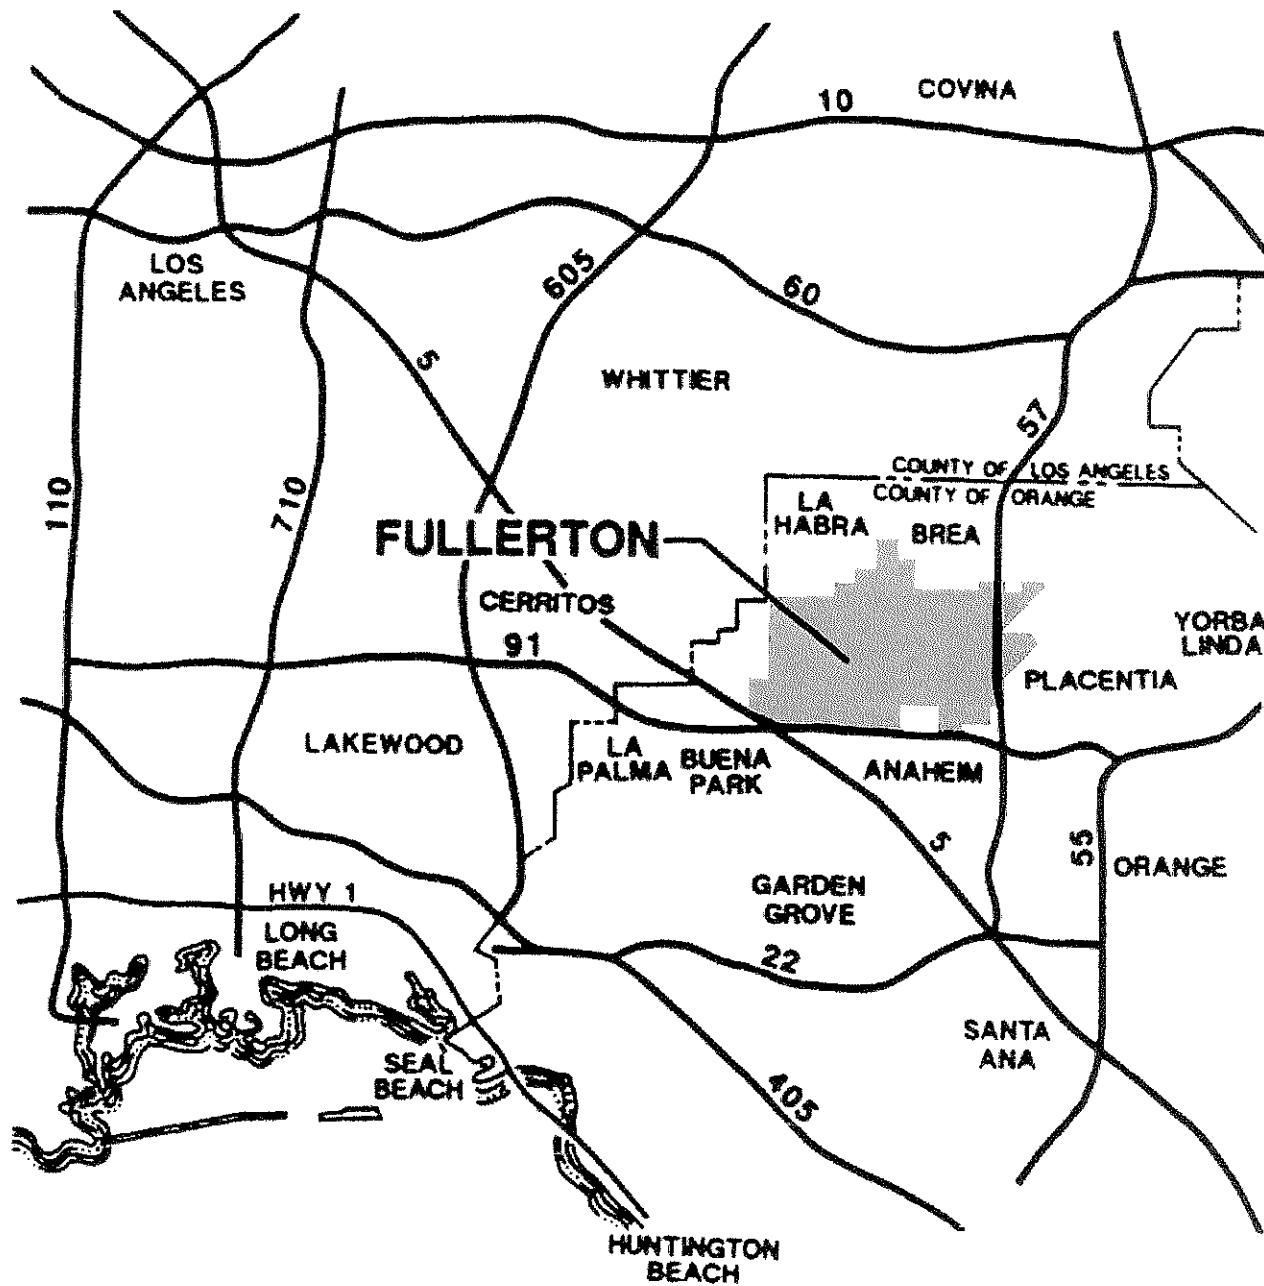 COVINA
10
LOS
ANGELES
605
60
5
WHITTIER
57
COUNTY OF LOS ANGELES
COUNTY OF ORANGE
110
710
LA
HABRA
BREA
FULLERTON
CERRITOS
YORBA
LINDA
91
PLACENTIA
LAKEWOOD
LA
PALMA
BUENA
PARK
ANAHEIM
5
55
ORANGE
HWY 1
GARDEN
GROVE
LONG
BEACH
22
SANTA
ANA
SEAL
BEACH
405
HUNTINGTON
BEACH